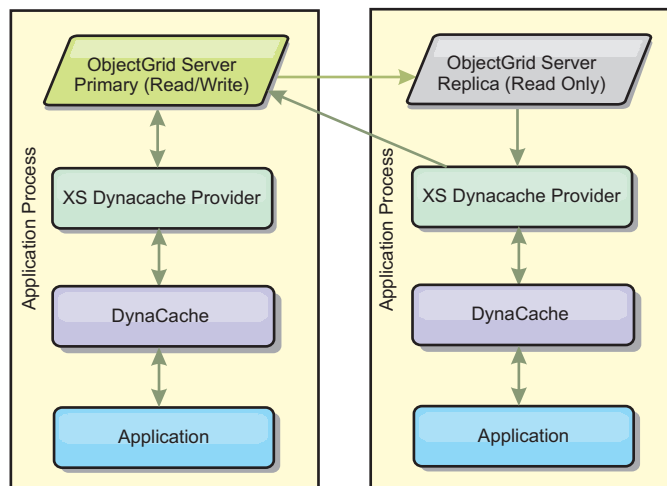 ObjectGrid Server
Primary (Read/Write)
XS Dynacache Provider
DynaCache
Application
Application Process
ObjectGrid Server
Replica (Read Only)
XS Dynacache Provider
DynaCache
Application
Application Process